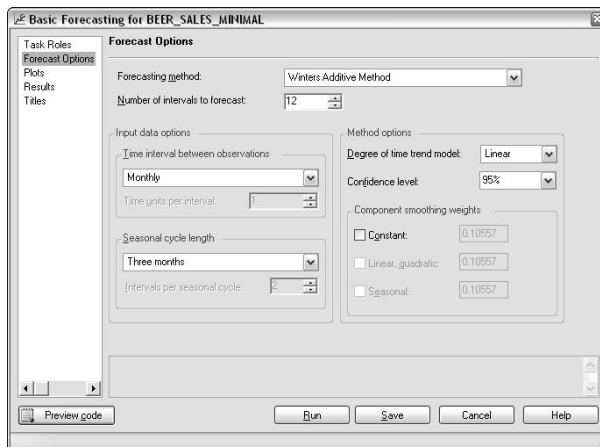 Basic Forecasting for BEER_SALES_MINIMAL
Task Roles
Forecast Options
Plots
Results
Titles
Forecast Options
Forecasting method: Winters Additive Method
Number of intervals to forecast: 12
Input data options
Time interval between observations
Monthly
Time units per interval: 1
Seasonal cycle length
Three months
Intervals per seasonal cycle: 2
Method options
Degree of time trend model: Linear
Confidence level: 95%
Component smoothing weights
Constant: 0.10557
Linear, quadratic: 0.10557
Seasonal: 0.10557
Preview code
Run
Save
Cancel
Help